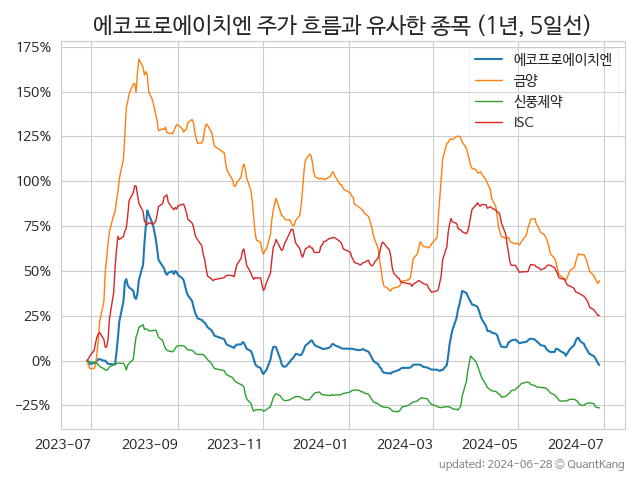 에코프로에이치엔 주가 흐름과 유사한 종목 (1년, 5일선)
에코프로에이치엔
금양
신풍제약
ISC
175%
150%
125%
100%
75%
50%
25%
0%
−25%
2023-07 2023-09 2023-11 2024-01 2024-03 2024-05 2024-07
updated: 2024-06-28 © QuantKang